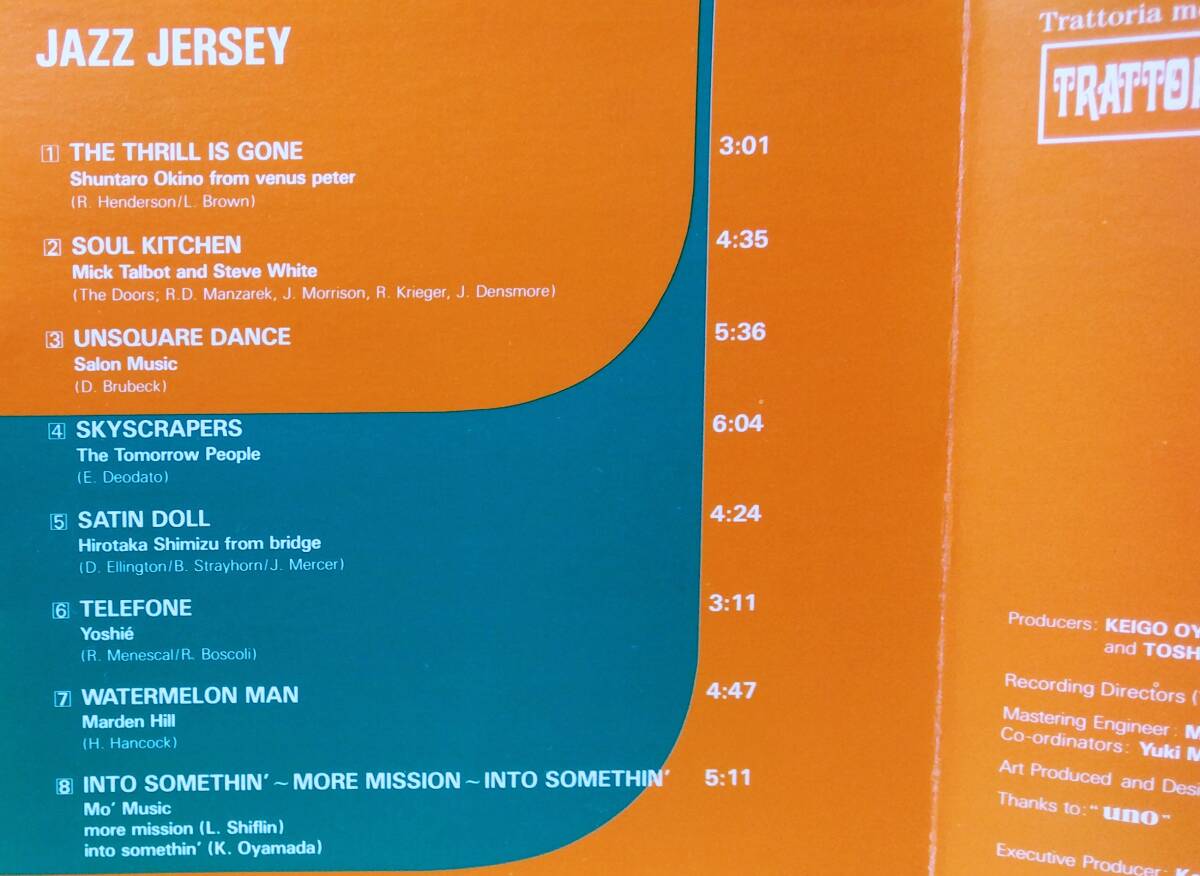 JAZZ JERSEY
1 THE THRILL IS GONE 3:01
Shuntaro Okino from venus peter
(R. Henderson/L. Brown)
2 SOUL KITCHEN 4:35
Mick Talbot and Steve White
(The Doors; R.D. Manzarek, J. Morrison, R. Krieger, J. Densmore)
3 UNSQUARE DANCE 5:36
Salon Music
(D. Brubeck)
4 SKYSCRAPERS 6:04
The Tomorrow People
(E. Deodato)
5 SATIN DOLL 4:24
Hirotaka Shimizu from bridge
(D. Ellington/B. Strayhorn/J. Mercer)
6 TELEFONE 3:11
Yoshié
(R. Menescal/R. Boscoli)
7 WATERMELON MAN 4:47
Marden Hill
(H. Hancock)
8 INTO SOMETHIN' ~ MORE MISSION ~ INTO SOMETHIN' 5:11
Mo' Music
more mission (L. Shiflin)
into somethin' (K. Oyamada)
Trattoria
Producers: KEIGO
and
Recording Directors
Mastering Engineer:
Co-ordinators: Yuki
Art Produced and
Thanks to: "uno"
Executive Producer: